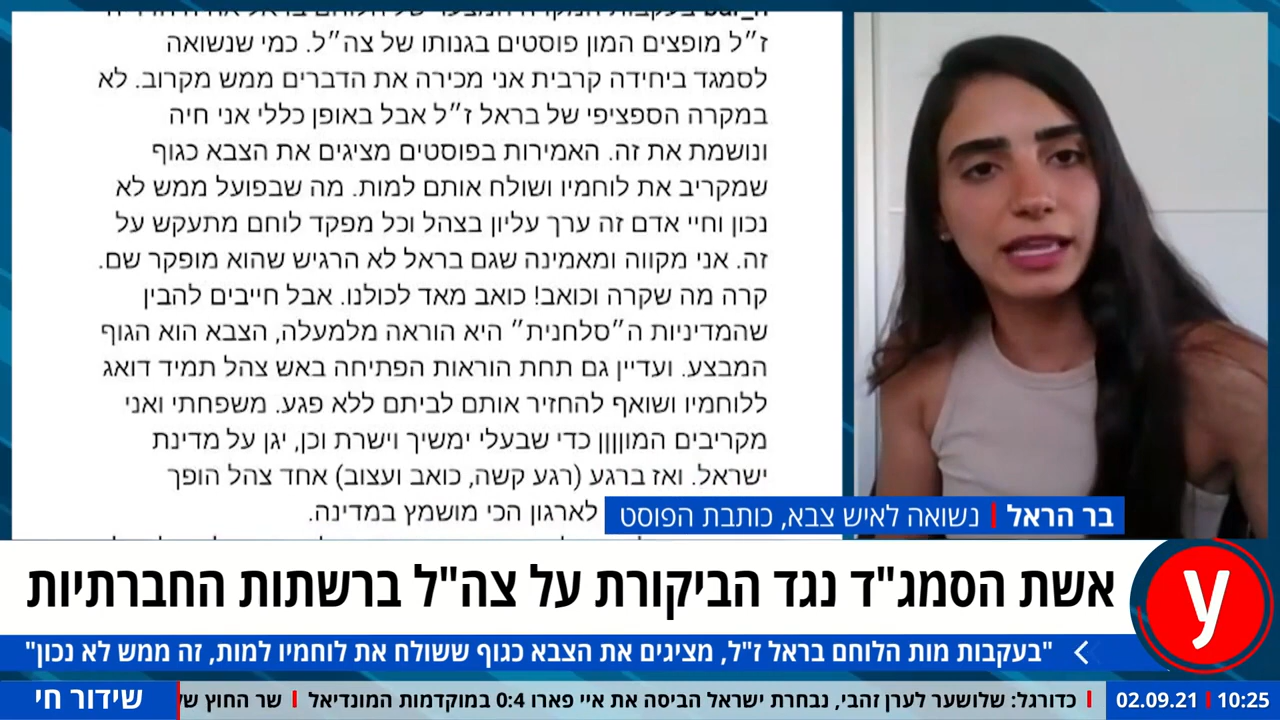 ז״ל מופצים המון פוסטים בגנותו של צה״ל. כמי שנשואה
לסמגד ביחידה קרבית אני מכירה את הדברים ממש מקרוב. לא
במקרה הספציפי של בראל ז״ל אבל באופן כללי אני חיה
ונושמת את זה. האמירות בפוסטים מציגים את הצבא כגוף
שמקריב את לוחמיו ושולח אותם למות. מה שבפועל ממש לא
נכון וחיי אדם זה ערך עליון בצהל וכל מפקד לוחם מתעקש על
זה. אני מקווה ומאמינה שגם בראל לא הרגיש שהוא מופקר שם.
קרה מה שקרה וכואב! כואב מאד לכולנו. אבל חייבים להבין
שהמדיניות ה״סלחנית״ היא הוראה מלמעלה, הצבא הוא הגוף
המבצע. ועדיין גם תחת הוראות הפתיחה באש צהל תמיד דואג
ללוחמיו ושואף להחזיר אותם לביתם ללא פגע. משפחתי ואני
מקריבים המווןןןן כדי שבעלי ימשיך וישרת וכן, יגן על מדינת
ישראל. ואז ברגע (רגע קשה, כואב ועצוב) אחד צהל הופך
לארגון הכי מושמץ במדינה.
בר הראל | נשואה לאיש צבא, כותבת הפוסט
אשת הסמג"ד נגד הביקורת על צה"ל ברשתות החברתיות
y
"בעקבות מות הלוחם בראל ז"ל, מציגים את הצבא כגוף ששולח את לוחמיו למות, זה ממש לא נכון"
10:25 | 02.09.21
כדורגל: שלושער לערן זהבי, נבחרת ישראל הביסה את איי פארו 0:4 במוקדמות המונדיאל | שר החוץ
שידור חי